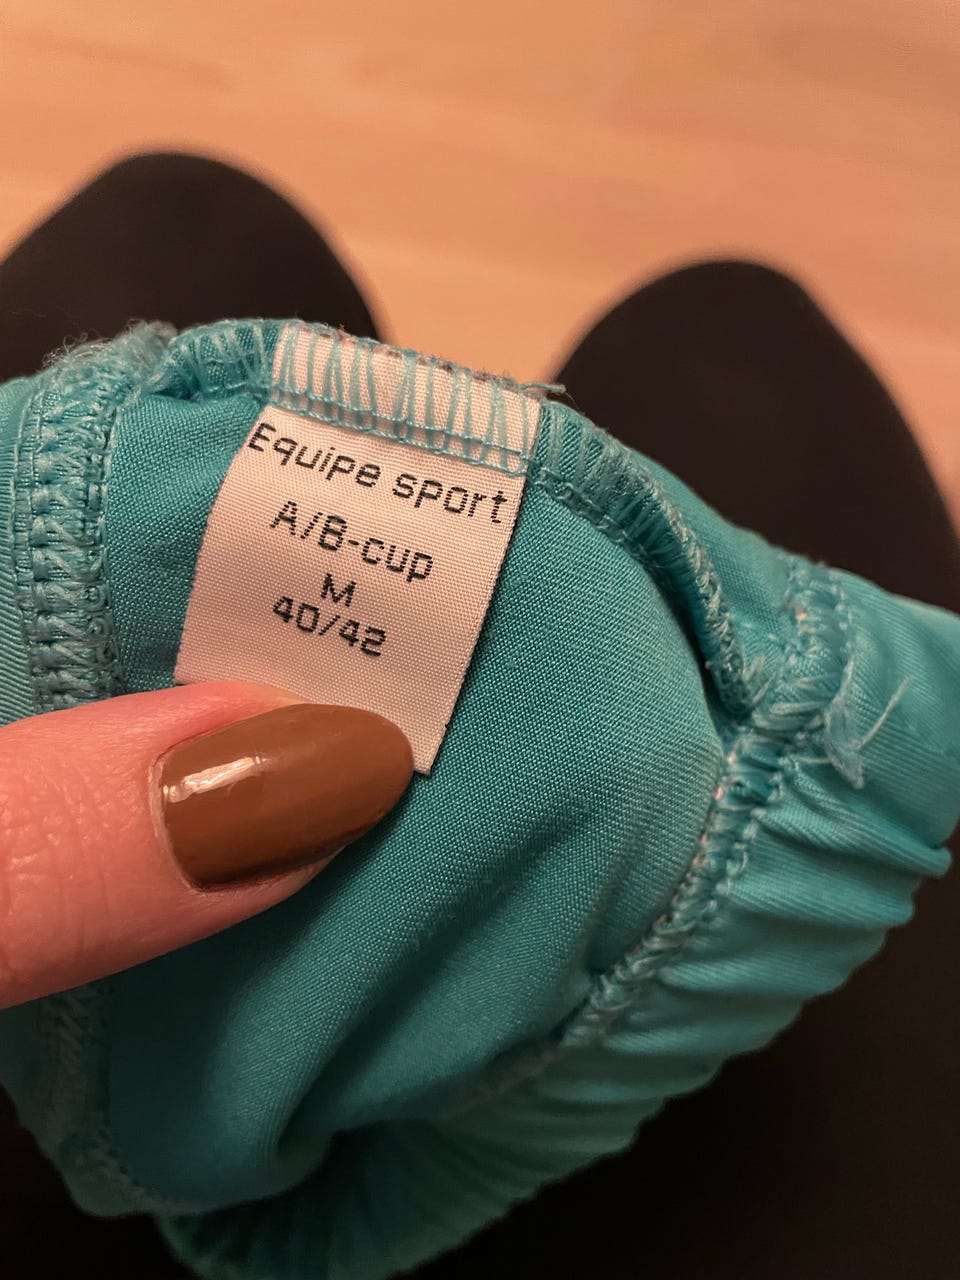 Equipe sport
A/B-cup
M
40/42